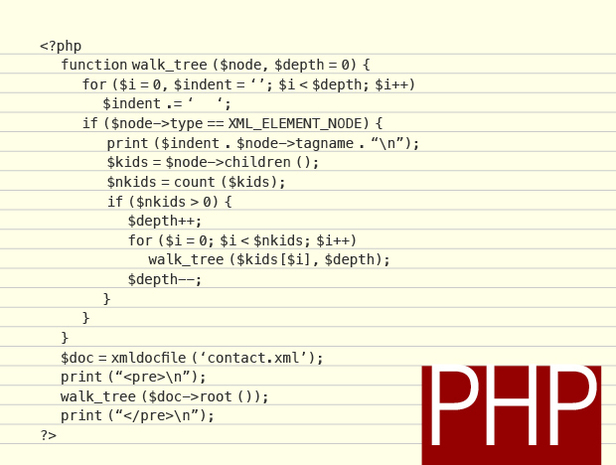 <?php
function walk_tree ($node, $depth = 0) {
for ($i = 0, $indent = ‘’; $i < $depth; $i++)
$indent .= ‘   ‘;
if ($node->type == XML_ELEMENT_NODE) {
print ($indent . $node->tagname . “\n”);
$kids = $node->children ();
$nkids = count ($kids);
if ($nkids > 0) {
$depth++;
for ($i = 0; $i < $nkids; $i++)
walk_tree ($kids[$i], $depth);
$depth--;
}
}
}
$doc = xmldocfile (‘contact.xml’);
print (“<pre>\n”);
walk_tree ($doc->root ());
print (“</pre>\n”);
?>
PHP